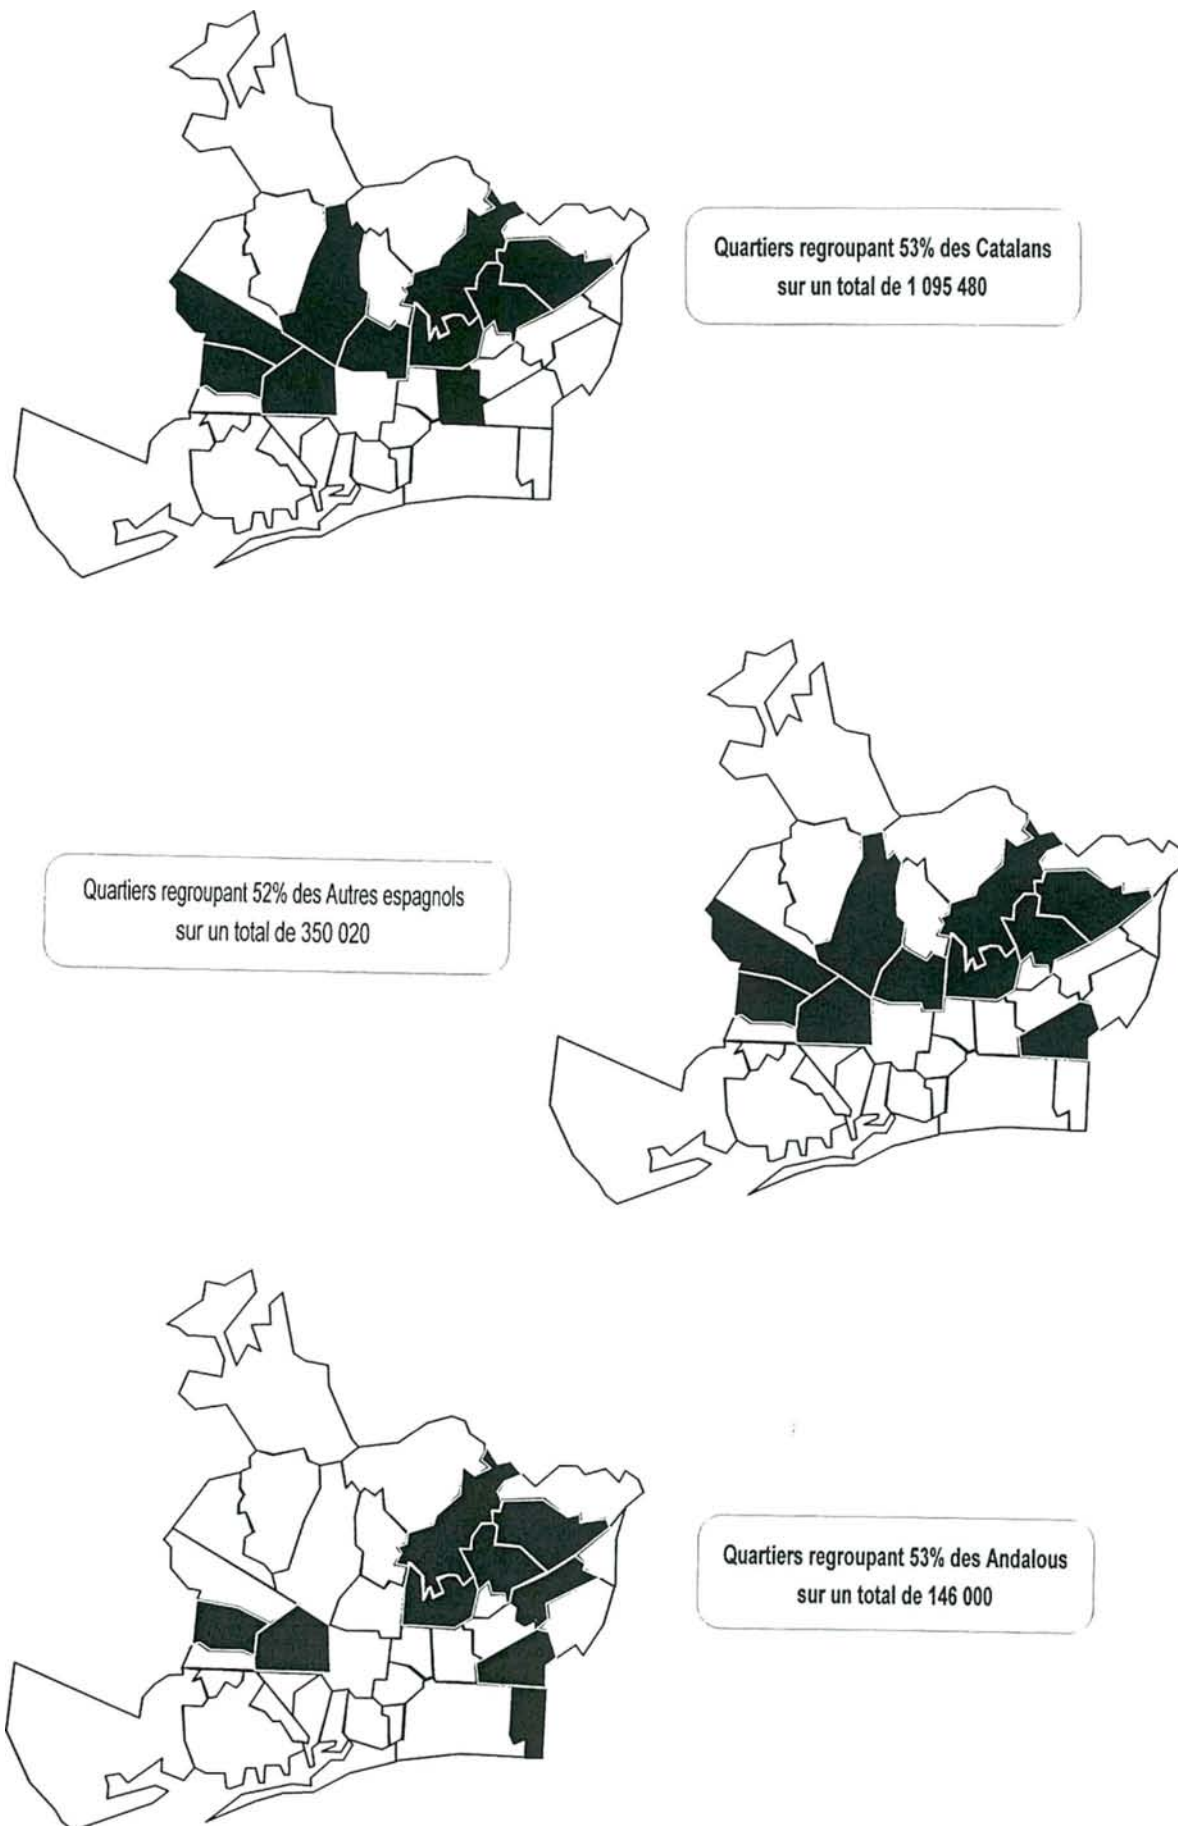 Quartiers regroupant 53% des Catalans
sur un total de 1 095 480
Quartiers regroupant 52% des Autres espagnols
sur un total de 350 020
Quartiers regroupant 53% des Andalous
sur un total de 146 000